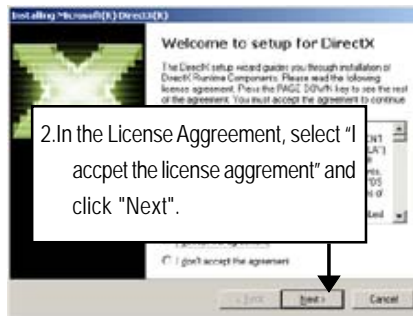 Installing Microsoft(R) DirectX(R)
Welcome to setup for DirectX
The DirectX setup wizard guides you through installation of
DirectX Runtime Components. Please read the following
license agreement. Press the PAGE DOWN key to see the rest
of the agreement. You must accept the agreement to continue
2.In the License Aggreement, select “I
accpet the license aggrement” and
click "Next".
I don't accept the agreement
Next >
Cancel